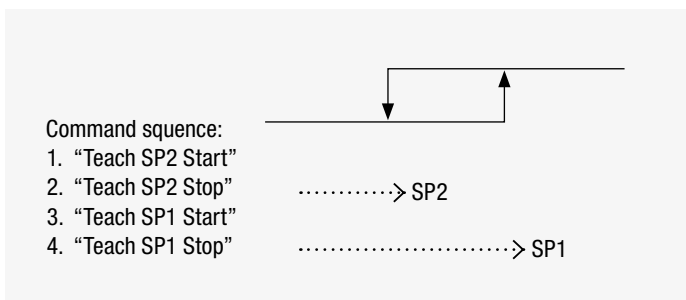 Command squence:
1. “Teach SP2 Start”
2. “Teach SP2 Stop”
SP2
3. “Teach SP1 Start”
4. “Teach SP1 Stop”
SP1